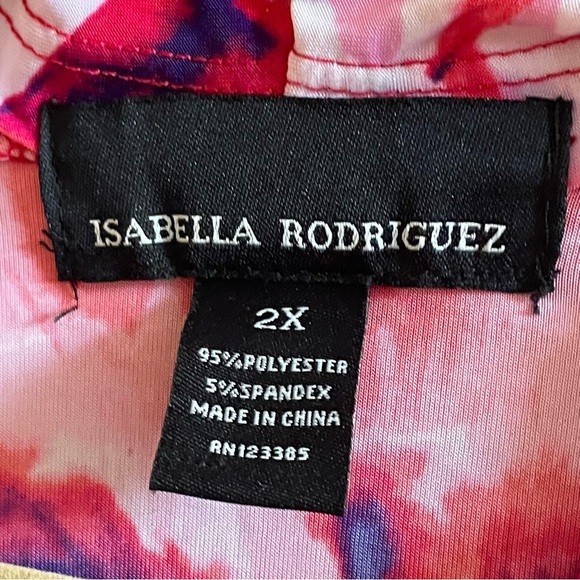 ISABELLA RODRIGUEZ
2X
95%POLYESTER
5%SPANDEX
MADE IN CHINA
RN123385